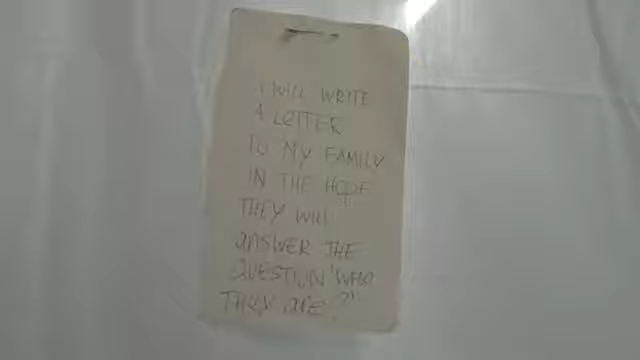 I WILL WRITE
A LETTER
TO MY FAMILY
IN THE HOPE
THEY WILL
ANSWER THE
QUESTION "WHO
THEY ARE?"